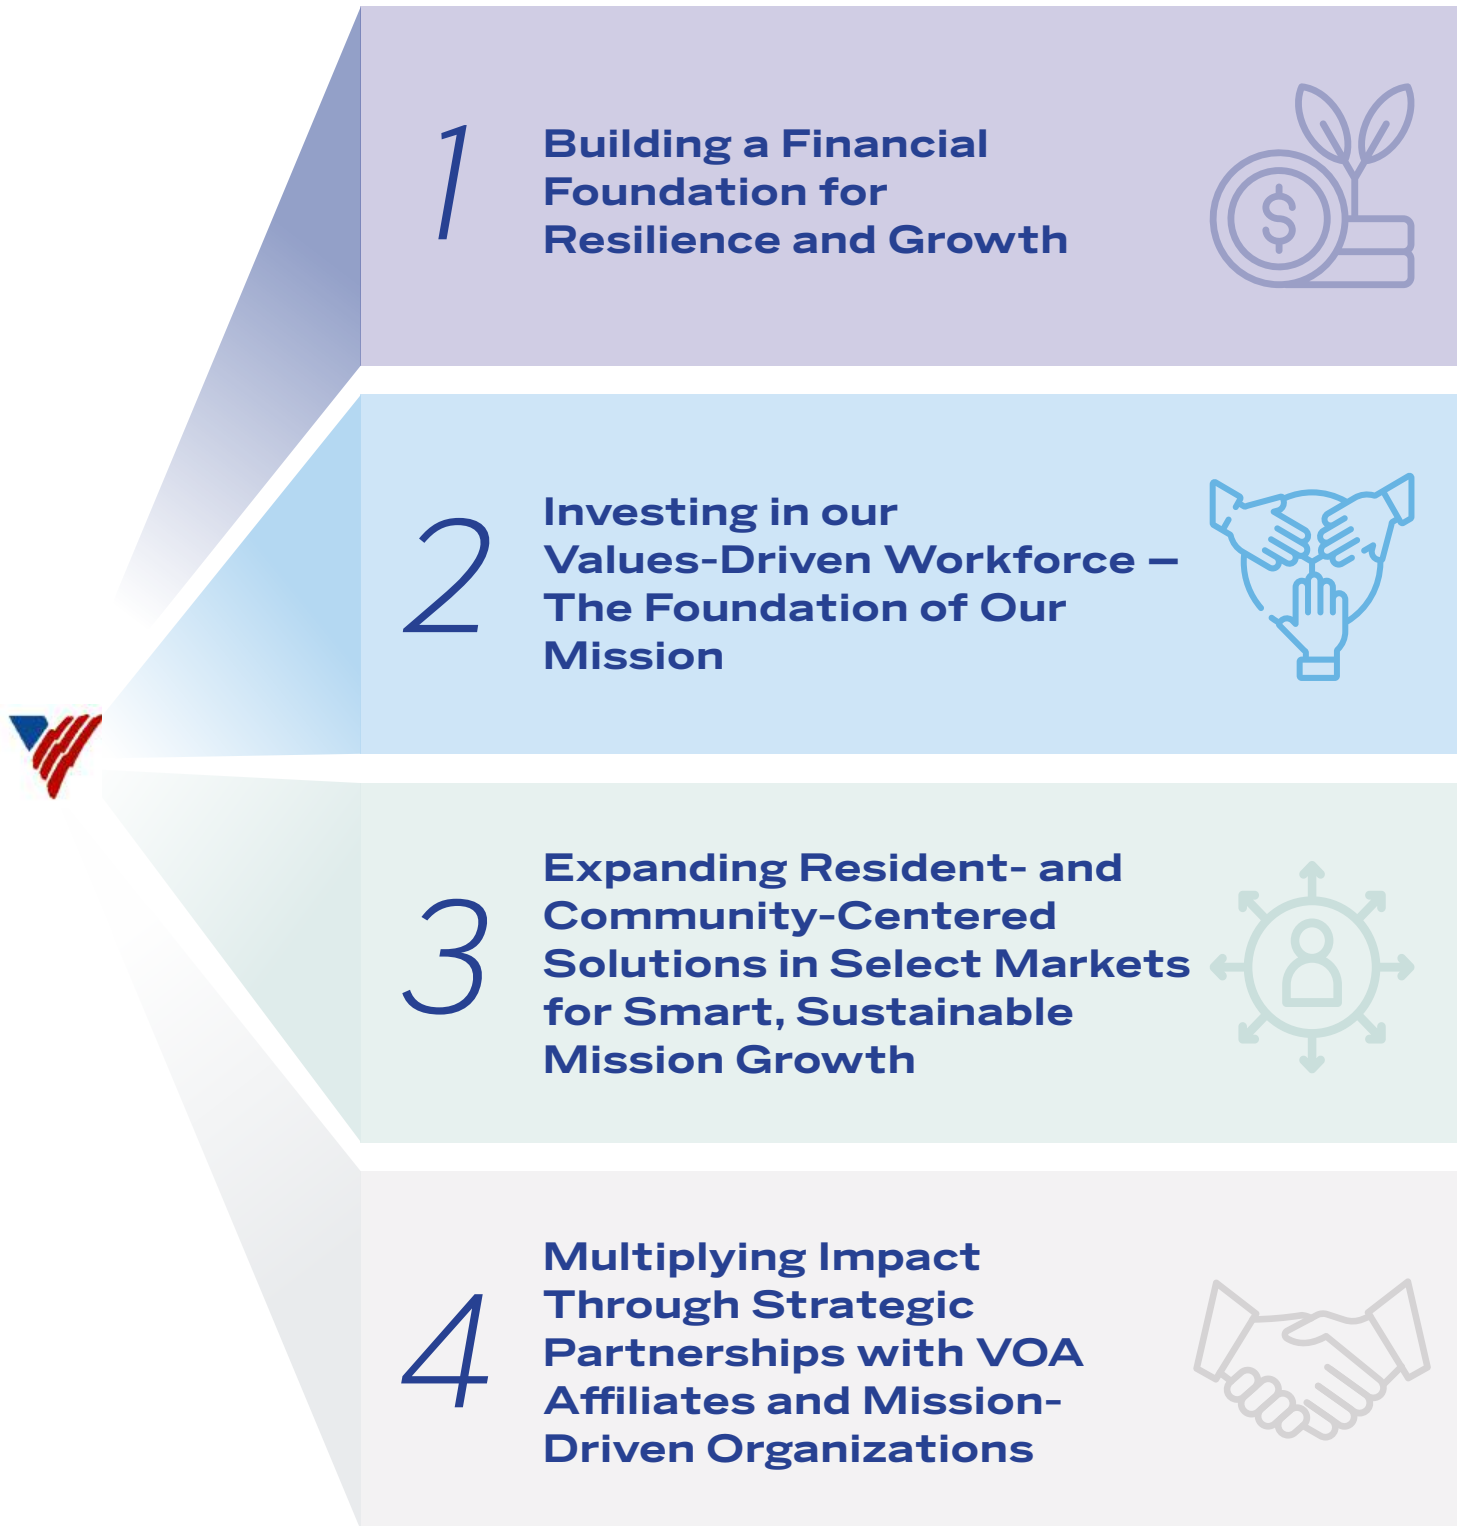 1
Building a Financial
Foundation for
Resilience and Growth
$
2
Investing in our
Values-Driven Workforce –
The Foundation of Our
Mission
3
Expanding Resident- and
Community-Centered
Solutions in Select Markets
for Smart, Sustainable
Mission Growth
4
Multiplying Impact
Through Strategic
Partnerships with VOA
Affiliates and Mission-
Driven Organizations